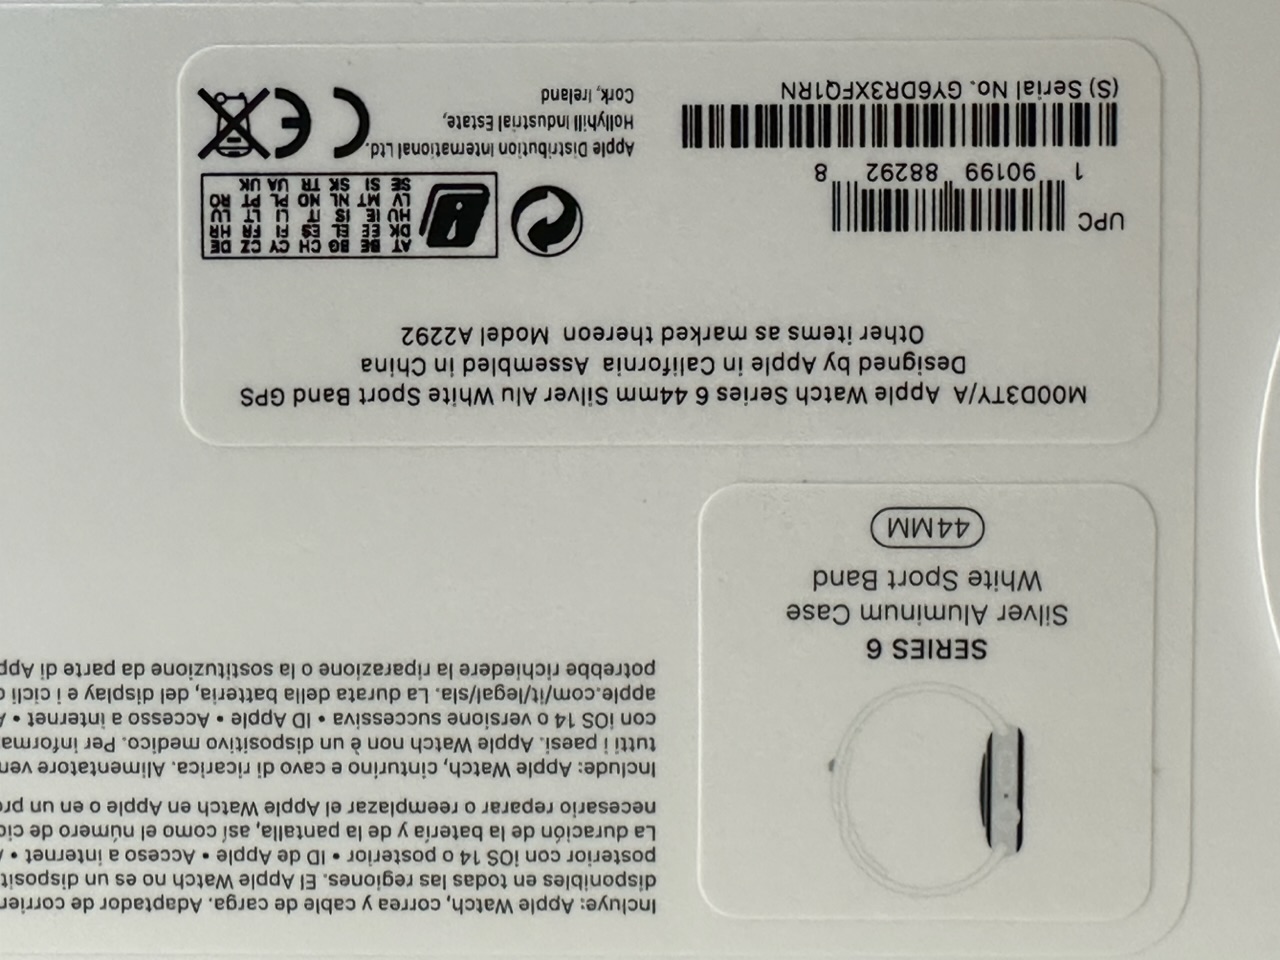 Incluye: Apple Watch, correa y cable de carga. Adaptador de
disponibles en todas las regiones. El Apple Watch no es un
posterior con iOS 14 o posterior • ID de Apple • Acceso a internet •
La duración de la batería y de la pantalla, así como el número de
necesario reparar o reemplazar el Apple Watch en Apple o en un
Include: Apple Watch, cinturino e cavo di ricarica. Alimentatore
tutti i paesi. Apple Watch non è un dispositivo medico. Per
con iOS 14 o versione successiva • ID Apple • Accesso a internet •
apple.com/it/legal/sla. La durata della batteria, del display e i cicli
potrebbe richiedere la riparazione o la sostituzione da parte di
SERIES 6
Silver Aluminum Case
White Sport Band
44MM
M00D3TY/A Apple Watch Series 6 44mm Silver Alu White Sport Band GPS
Designed by Apple in California Assembled in China
Other items as marked thereon Model A2292
UPC
1 90199 88292 8
(S) Serial No. GY6DR3XFQ1RN
AT BE BG CH CY CZ DE
DK EE EL ES FI FR HR
HU IE IS IT LI LT LU
LV MT NL NO PL PT RO
SE SI SK TR UA UK
Apple Distribution International Ltd.
Hollyhill Industrial Estate,
Cork, Ireland
CE